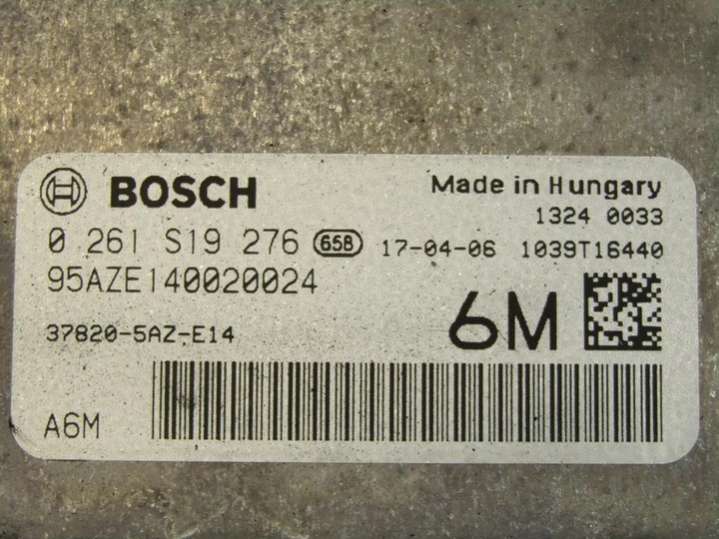 BOSCH
Made in Hungary
1324 0033
0 261 S19 276 658 17-04-06 1039T16440
95AZE140020024
37820-5AZ-E14
6M
A6M